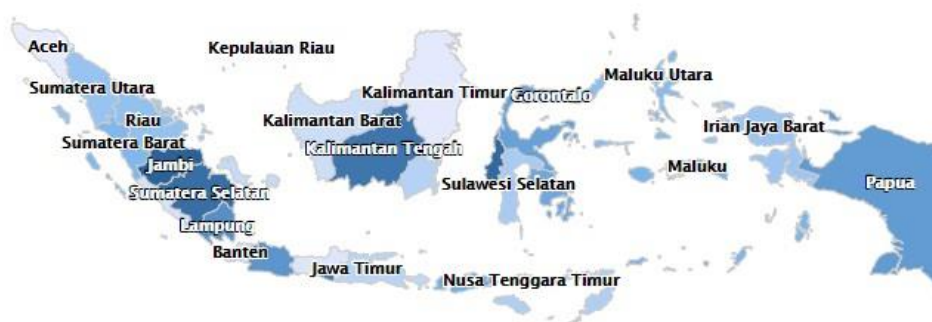 Aceh
Kepulauan Riau
Sumatera Utara
Kalimantan Timur
Gorontalo
Maluku Utara
Riau
Kalimantan Barat
Irian Jaya Barat
Sumatera Barat
Kalimantan Tengah
Jambi
Maluku
Sumatera Selatan
Sulawesi Selatan
Papua
Lampung
Banten
Jawa Timur
Nusa Tenggara Timur